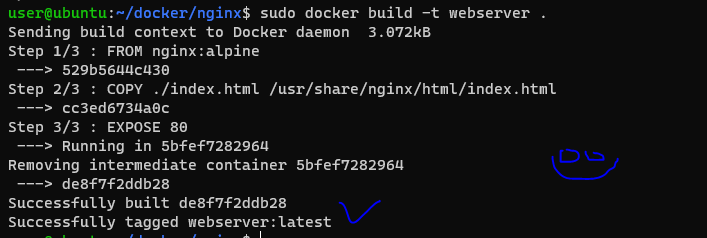 user@ubuntu:~/docker/nginx$ sudo docker build -t webserver .
Sending build context to Docker daemon  3.072kB
Step 1/3 : FROM nginx:alpine
 ---> 529b5644c430
Step 2/3 : COPY ./index.html /usr/share/nginx/html/index.html
 ---> cc3ed6734a0c
Step 3/3 : EXPOSE 80
 ---> Running in 5bfef7282964
Removing intermediate container 5bfef7282964
 ---> de8f7f2ddb28
Successfully built de8f7f2ddb28
Successfully tagged webserver:latest